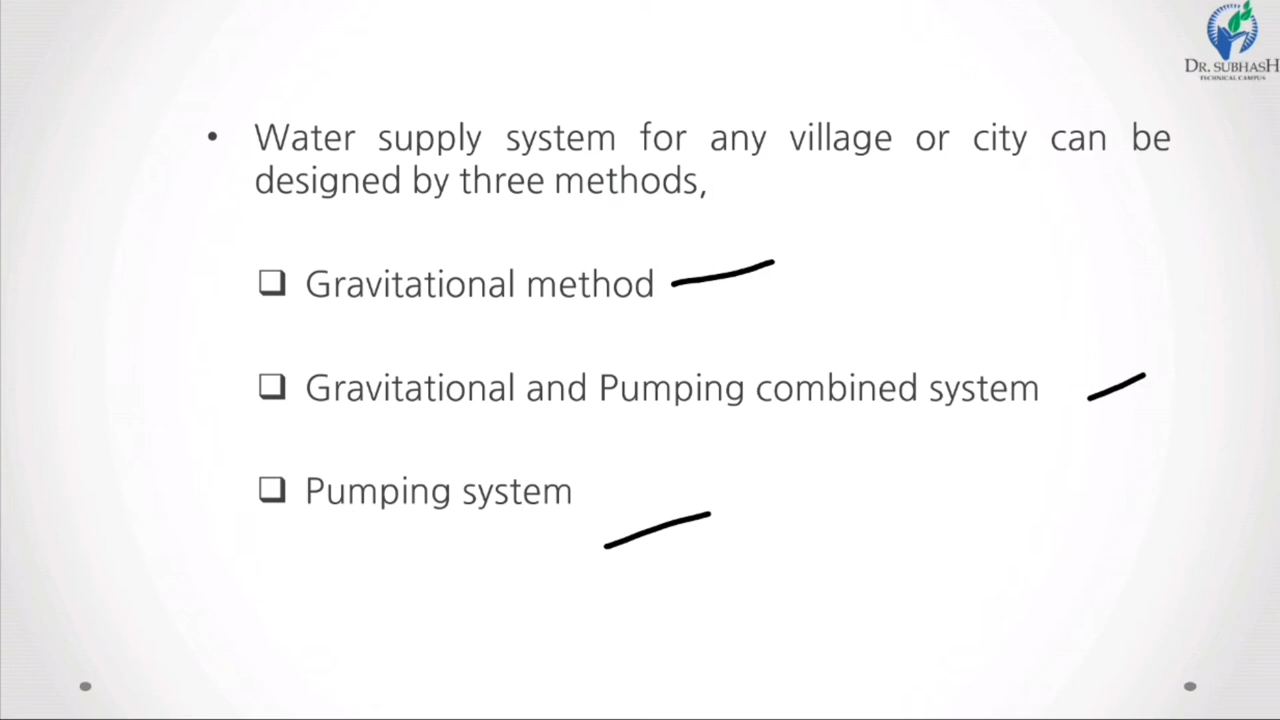 DR. SUBHASH
TECHNICAL CAMPUS
• Water supply system for any village or city can be
designed by three methods,
❑ Gravitational method
❑ Gravitational and Pumping combined system
❑ Pumping system